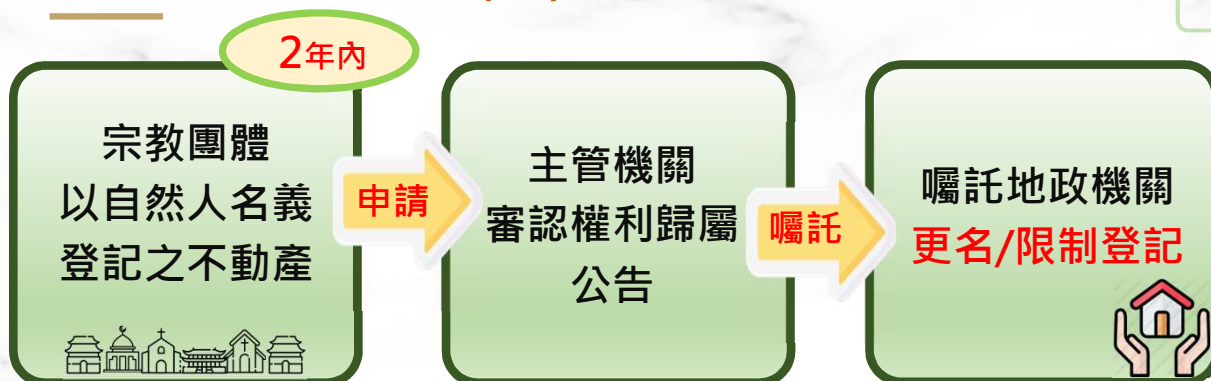 2年內
宗教團體
以自然人名義
登記之不動產
申請
主管機關
審認權利歸屬
公告
囑託
囑託地政機關
更名/限制登記